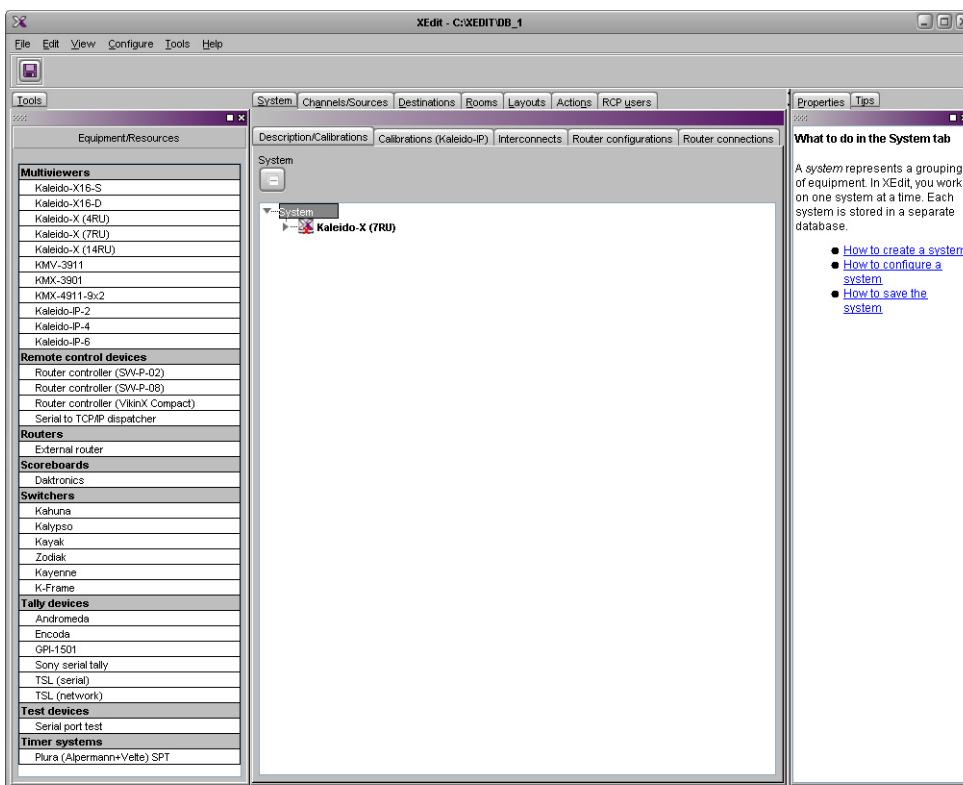 XEdit - C:\XEDIT\DB_1
File Edit View Configure Tools Help
Tools
Equipment/Resources
Multiviewers
Kaleido-X16-S
Kaleido-X16-D
Kaleido-X (4RU)
Kaleido-X (7RU)
Kaleido-X (14RU)
KMV-3911
KMX-3901
KMX-4911-9x2
Kaleido-IP-2
Kaleido-IP-4
Kaleido-IP-6
Remote control devices
Router controller (SW-P-02)
Router controller (SW-P-08)
Router controller (VikinX Compact)
Serial to TCP/IP dispatcher
Routers
External router
Scoreboards
Daktronics
Switchers
Kahuna
Kalypso
Kayak
Zodiak
Kayenne
K-Frame
Tally devices
Andromeda
Encoda
GPI-1501
Sony serial tally
TSL (serial)
TSL (network)
Test devices
Serial port test
Timer systems
Plura (Alpermann+Velte) SPT
System Channels/Sources Destinations Rooms Layouts Actions RCP users
Description/Calibrations Calibrations (Kaleido-IP) Interconnects Router configurations Router connections
System
System
Kaleido-X (7RU)
Properties Tips
What to do in the System tab
A system represents a grouping
of equipment. In XEdit, you work
on one system at a time. Each
system is stored in a separate
database.
How to create a system
How to configure a
system
How to save the
system